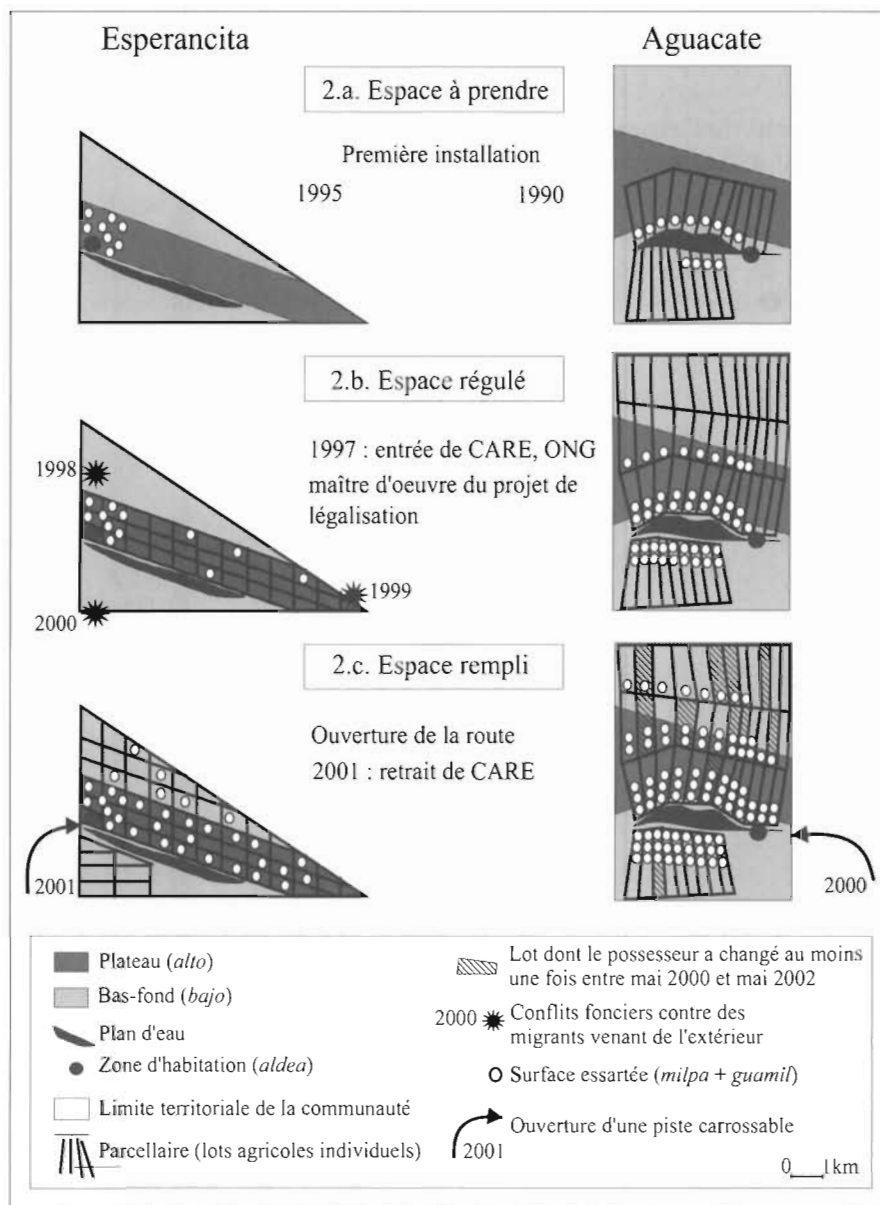 Esperancita
Aguacate
2.a. Espace à prendre
Première installation
1995
1990
2.b. Espace régulé
1998
1997 : entrée de CARE, ONG
maître d'oeuvre du projet de
légalisation
1999
2000
2.c. Espace rempli
Ouverture de la route
2001 : retrait de CARE
2001
2000
Plateau (alto)
Bas-fond (bajo)
Plan d'eau
Zone d'habitation (aldea)
Limite territoriale de la communauté
Parcellaire (lots agricoles individuels)
Lot dont le possesseur a changé au moins
une fois entre mai 2000 et mai 2002
2000 Conflits fonciers contre des
migrants venant de l'extérieur
Surface essartée (milpa + guamil)
Ouverture d'une piste carrossable
2001
0 1km